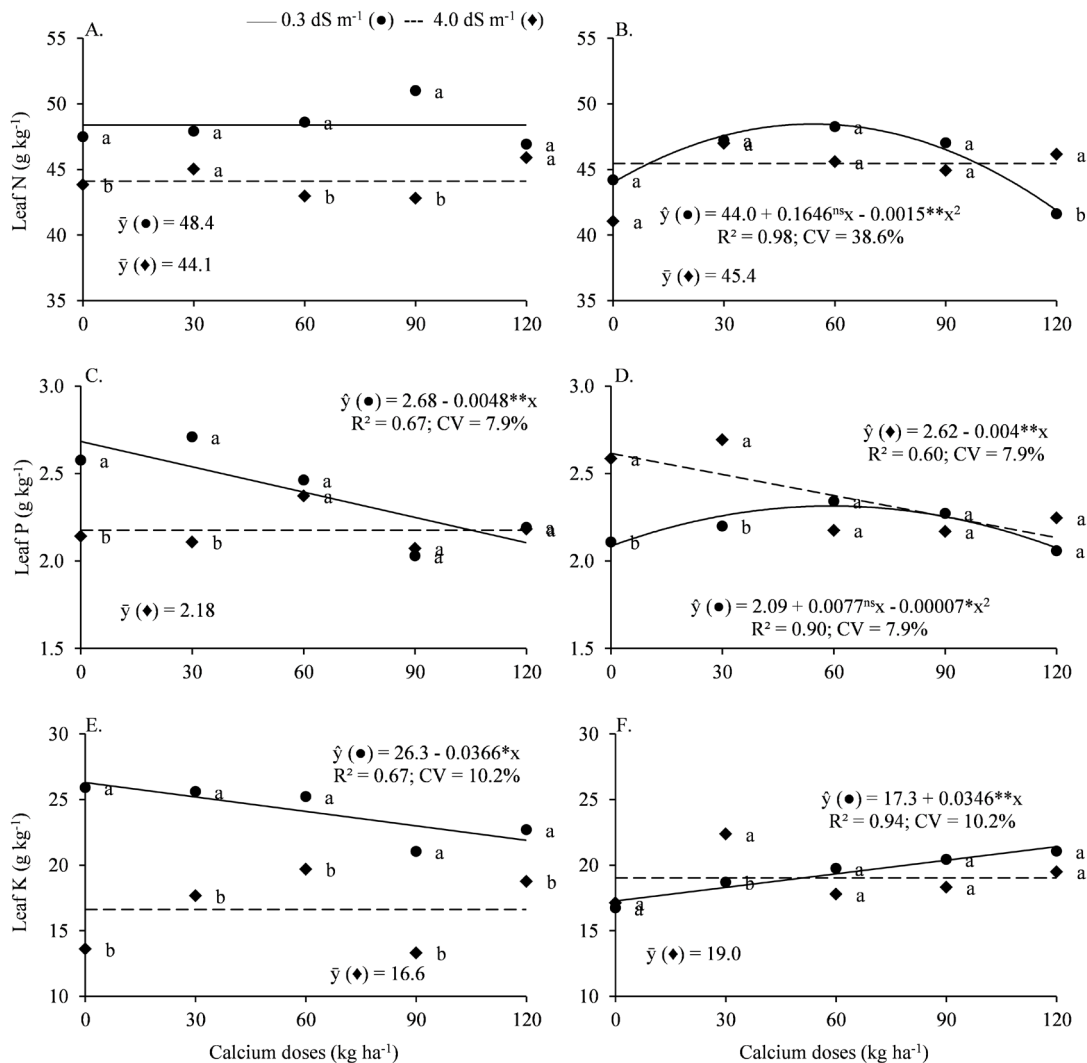 0.3 dS m⁻¹ (●) 4.0 dS m⁻¹ (◆)
A.
Leaf N (g kg⁻¹)
55
50
45
40
35
a
a
a
a
a
b
a
b
b
a
ȳ (●) = 48.4
ȳ (◆) = 44.1
0 30 60 90 120
B.
55
50
45
40
35
a
a
a
a
b
a
a
a
a
a
ŷ (●) = 44.0 + 0.1646ⁿˢx - 0.0015**x²
R² = 0.98; CV = 38.6%
ȳ (◆) = 45.4
0 30 60 90 120
C.
Leaf P (g kg⁻¹)
3.0
2.5
2.0
1.5
ŷ (●) = 2.68 - 0.0048**x
R² = 0.67; CV = 7.9%
a
a
a
a
a
b
b
a
a
a
ȳ (◆) = 2.18
0 30 60 90 120
D.
3.0
2.5
2.0
1.5
ŷ (◆) = 2.62 - 0.004**x
R² = 0.60; CV = 7.9%
a
a
a
a
a
b
b
a
a
a
ŷ (●) = 2.09 + 0.0077ⁿˢx - 0.00007*x²
R² = 0.90; CV = 7.9%
0 30 60 90 120
E.
Leaf K (g kg⁻¹)
30
25
20
15
10
ŷ (●) = 26.3 - 0.0366*x
R² = 0.67; CV = 10.2%
a
a
a
a
a
b
b
b
b
b
ȳ (◆) = 16.6
0 30 60 90 120
Calcium doses (kg ha⁻¹)
F.
30
25
20
15
10
ŷ (●) = 17.3 + 0.0346**x
R² = 0.94; CV = 10.2%
a
a
a
b
a
a
a
a
a
a
ȳ (◆) = 19.0
0 30 60 90 120
Calcium doses (kg ha⁻¹)